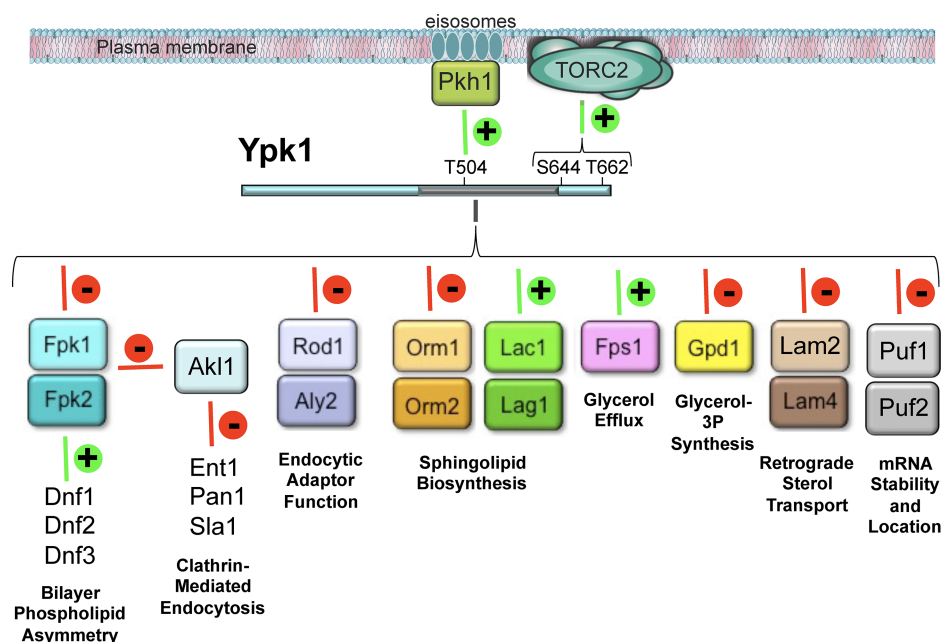 eisosomes
Plasma membrane
Pkh1
TORC2
+
+
Ypk1
T504
S644 T662
-
-
-
+
+
-
-
-
Fpk1
Fpk2
-
Akl1
Rod1
Aly2
Orm1
Orm2
Lac1
Lag1
Fps1
Gpd1
Lam2
Lam4
Puf1
Puf2
+
-
Dnf1
Dnf2
Dnf3
Bilayer
Phospholipid
Asymmetry
Ent1
Pan1
Sla1
Clathrin-
Mediated
Endocytosis
Endocytic
Adaptor
Function
Sphingolipid
Biosynthesis
Glycerol
Efflux
Glycerol-
3P
Synthesis
Retrograde
Sterol
Transport
mRNA
Stability
and
Location